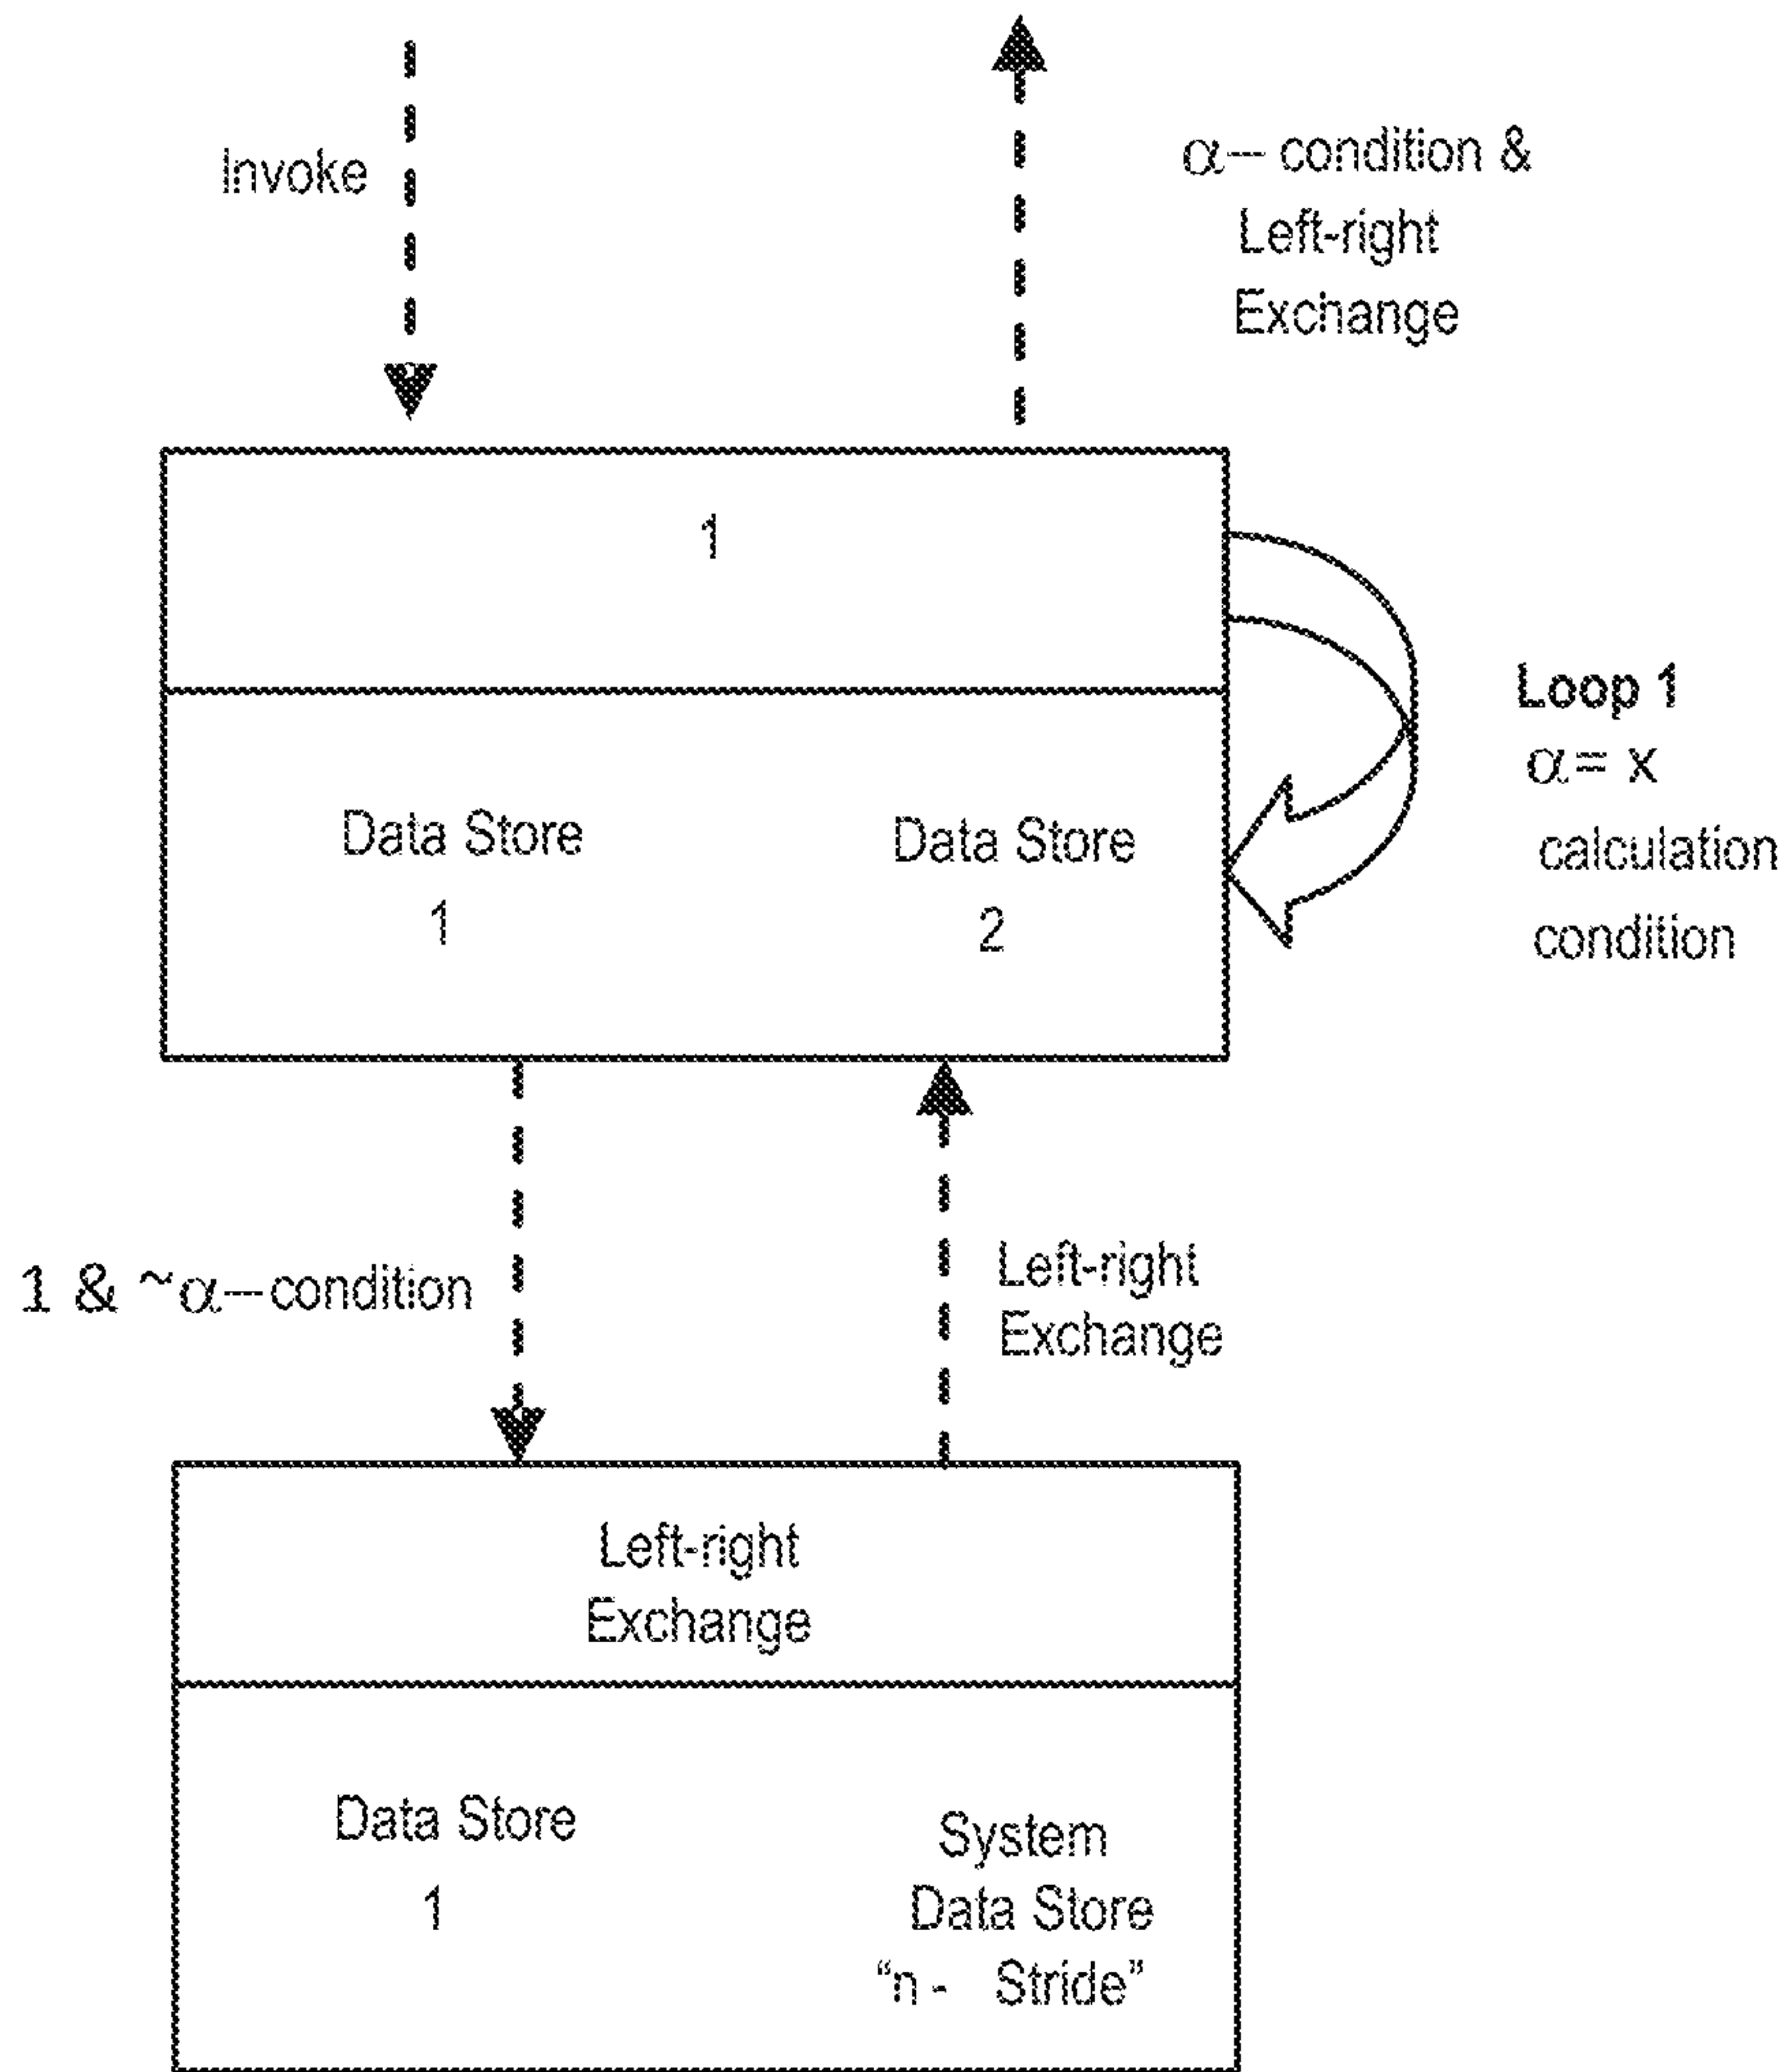 Invoke
α-- condition &
Left-right
Exchange
1
Loop 1
α= x
calculation
condition
Data Store
1
Data Store
2
1 & ~α--condition
Left-right
Exchange
Left-right
Exchange
Data Store
1
System
Data Store
“n - Stride”